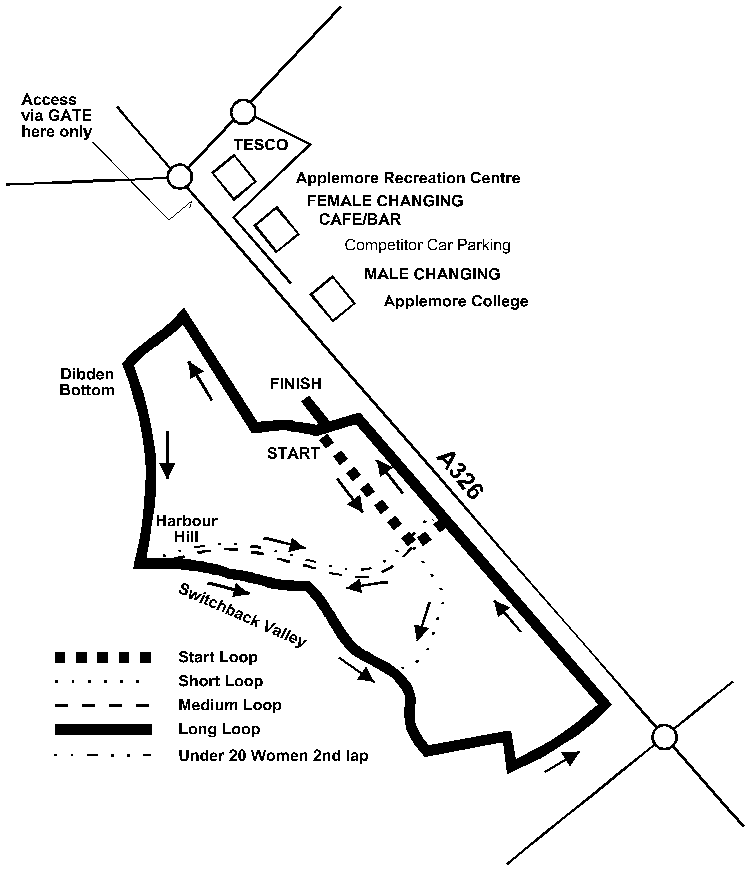 Access
via GATE
here only
TESCO
Applemore Recreation Centre
FEMALE CHANGING
CAFE/BAR
Competitor Car Parking
MALE CHANGING
Applemore College
Dibden
Bottom
FINISH
START
A326
Harbour
Hill
Switchback Valley
Start Loop
Short Loop
Medium Loop
Long Loop
Under 20 Women 2nd lap